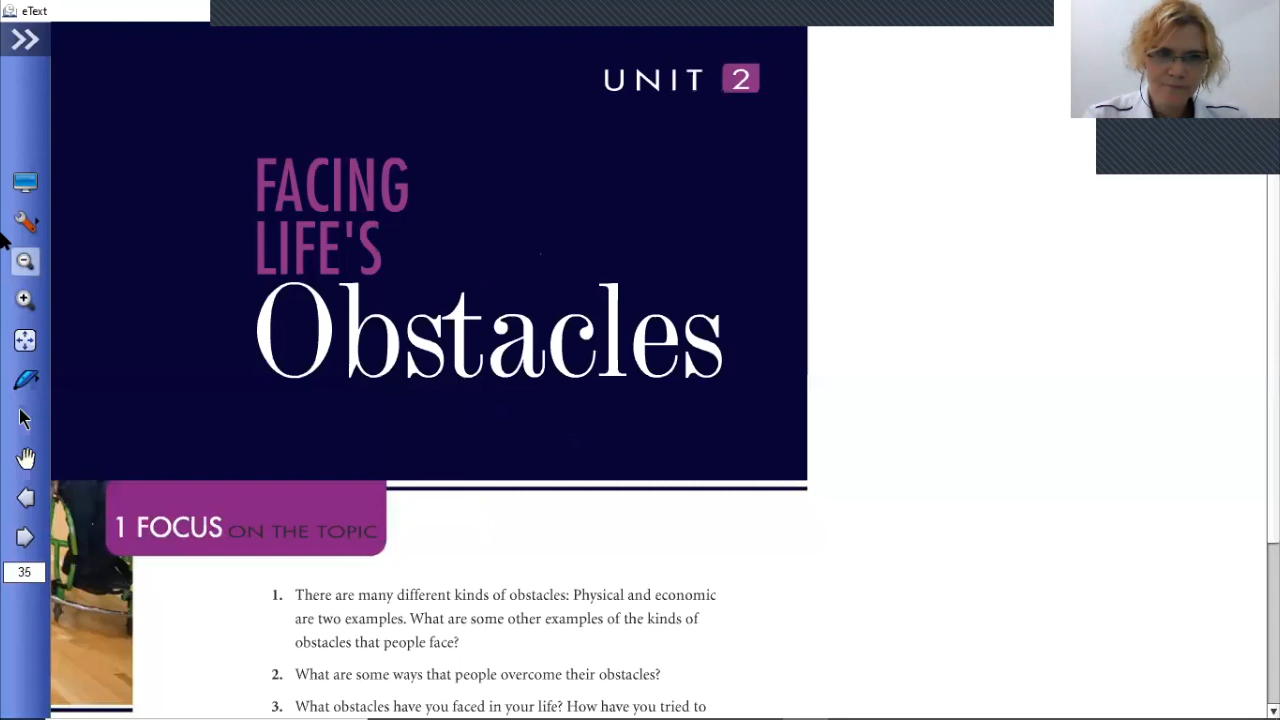 eText
UNIT 2
FACING
LIFE'S
Obstacles
1 FOCUS ON THE TOPIC
35
1. There are many different kinds of obstacles: Physical and economic
are two examples. What are some other examples of the kinds of
obstacles that people face?
2. What are some ways that people overcome their obstacles?
3. What obstacles have you faced in your life? How have you tried to